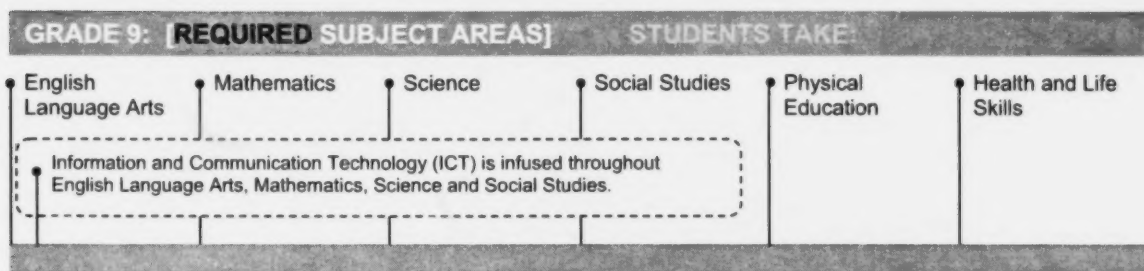 GRADE 9: [REQUIRED SUBJECT AREAS] STUDENTS TAKE:
English
Language Arts
Mathematics
Science
Social Studies
Physical
Education
Health and Life
Skills
Information and Communication Technology (ICT) is infused throughout
English Language Arts, Mathematics, Science and Social Studies.